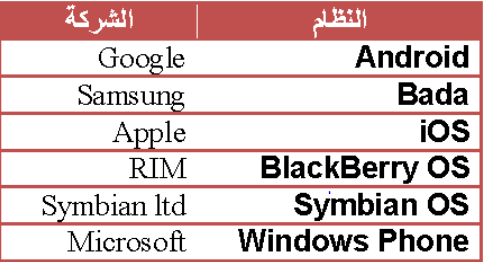 النظام الشركة
Android Google
Bada Samsung
iOS Apple
BlackBerry OS RIM
Symbian OS Symbian ltd
Windows Phone Microsoft